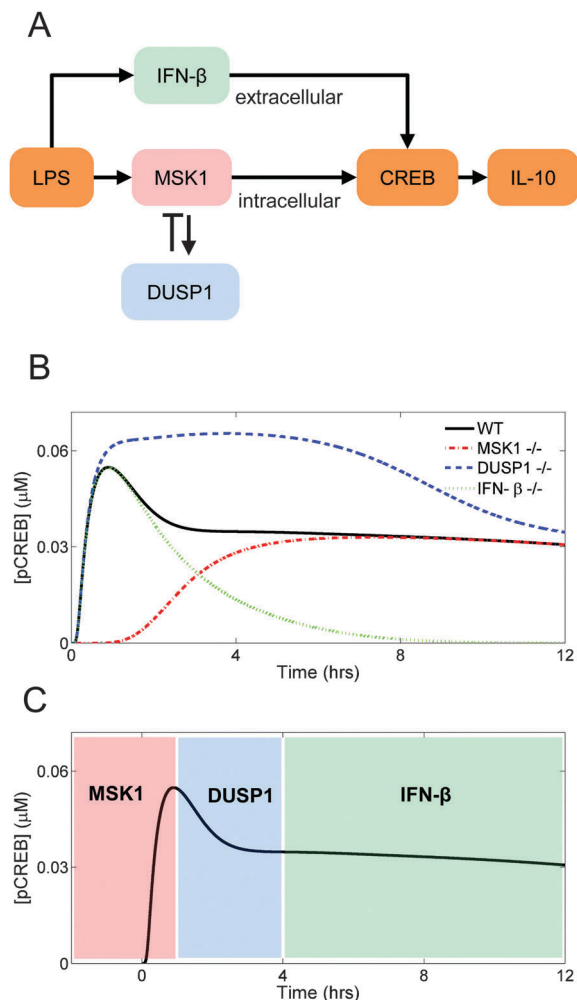 A
IFN-β
extracellular
LPS
MSK1
CREB
IL-10
intracellular
DUSP1
B
[pCREB] (μM)
0.06
0.03
0
WT
MSK1 -/-
DUSP1 -/-
IFN- β -/-
0 4 8 12
Time (hrs)
C
[pCREB] (μM)
0.06
0.03
0
MSK1 DUSP1 IFN-β
0 4 8 12
Time (hrs)